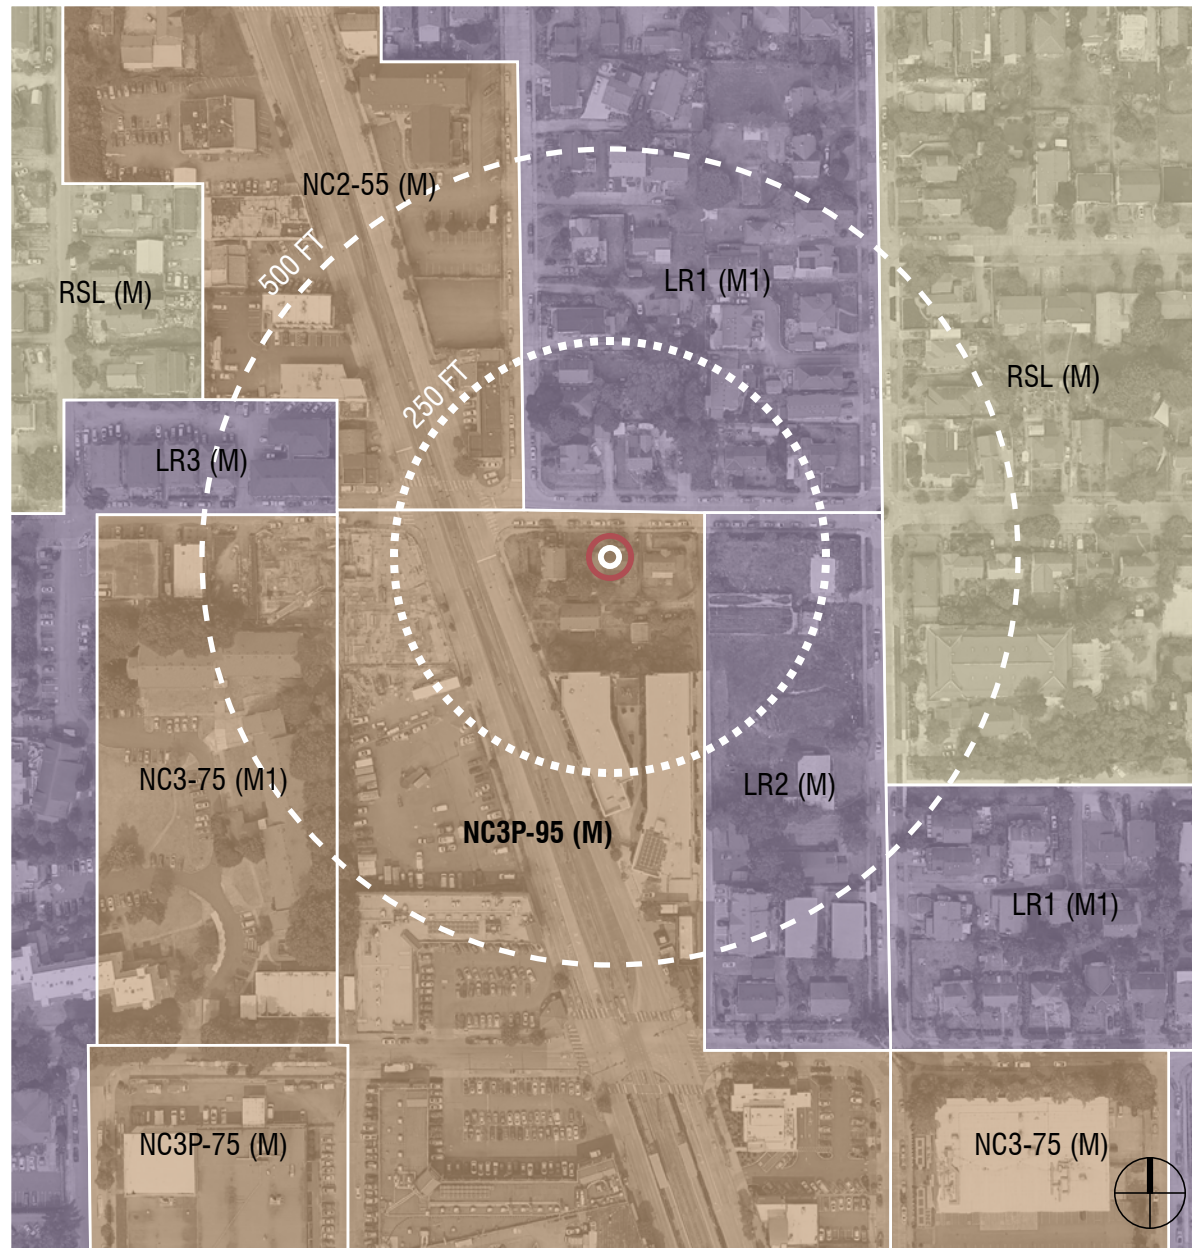 NC2-55 (M)
500 FT
LR1 (M1)
RSL (M)
RSL (M)
250 FT
LR3 (M)
NC3-75 (M1)
LR2 (M)
NC3P-95 (M)
LR1 (M1)
NC3P-75 (M)
NC3-75 (M)